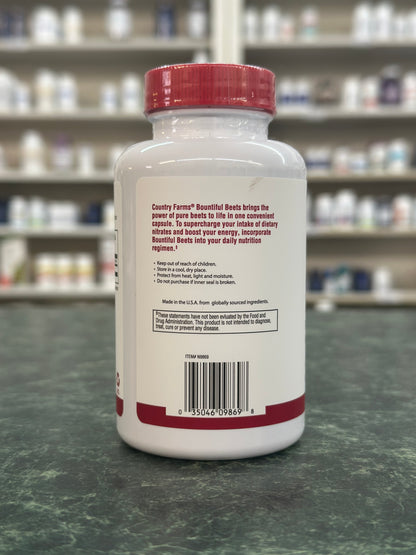 Country Farms® Bountiful Beets brings the
power of pure beets to life in one convenient
capsule. To supercharge your intake of dietary
nitrates and boost your energy, incorporate
Bountiful Beets into your daily nutrition
regimen.‡
• Keep out of reach of children.
• Store in a cool, dry place.
• Protect from heat, light and moisture.
• Do not purchase if inner seal is broken.
Made in the U.S.A. from globally sourced ingredients.
‡These statements have not been evluated by the Food and
Drug Administration. This product is not intended to diagnose,
treat, cure or prevent any disease.
ITEM# N9869
0 35046 09869 8